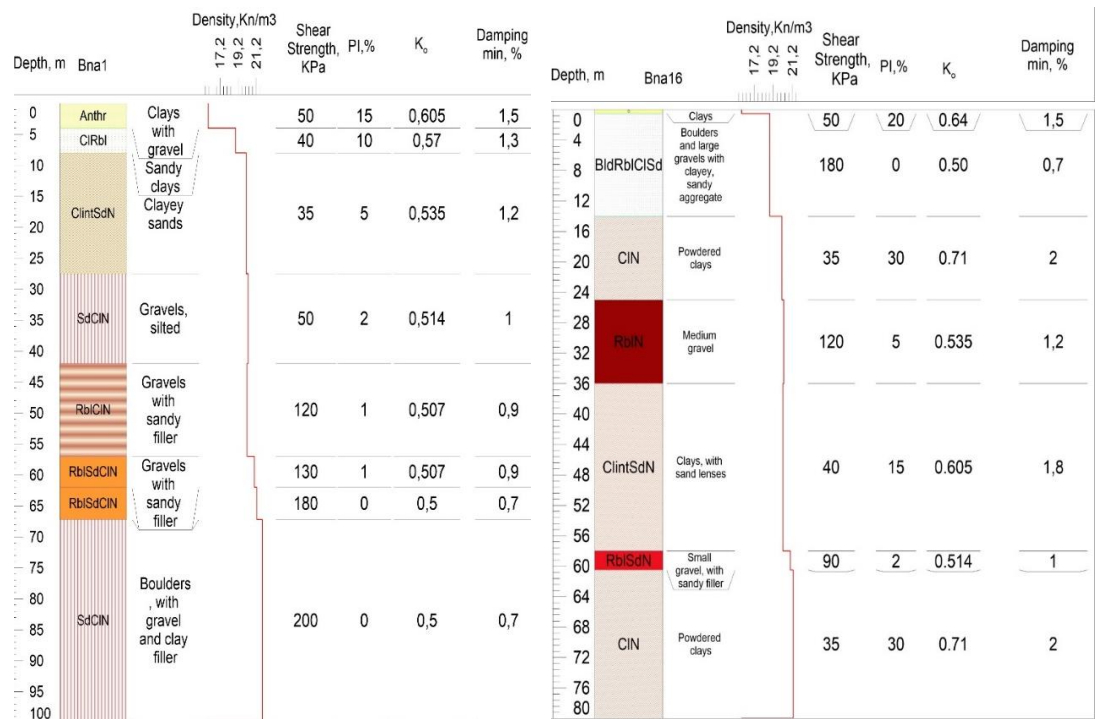 Density,Kn/m3
17,2 19,2 21,2
Depth, m Bna1 Shear Strength, KPa PI,% Ko Damping min, %
0 Anthr Clays with gravel 50 15 0,605 1,5
5 ClRbl Sandy clays 40 10 0,57 1,3
10
15 ClintSdN Clayey sands 35 5 0,535 1,2
20
25
30
35 SdClN Gravels, silted 50 2 0,514 1
40
45
50 RblClN Gravels with sandy filler 120 1 0,507 0,9
55
60 RblSdClN Gravels with sandy filler 130 1 0,507 0,9
65 RblSdClN 180 0 0,5 0,7
70
75
80
85 SdClN Boulders , with gravel and clay filler 200 0 0,5 0,7
90
95
100
Density,Kn/m3
17,2 19,2 21,2
Depth, m Bna16 Shear Strength, KPa PI,% Ko Damping min, %
0 Clays 50 20 0.64 1,5
4
8 BldRblClSd Boulders and large gravels with clayey, sandy aggregate 180 0 0.50 0,7
12
16
20 ClN Powdered clays 35 30 0.71 2
24
28
32 RblN Medium gravel 120 5 0.535 1,2
36
40
44
48 ClintSdN Clays, with sand lenses 40 15 0.605 1,8
52
56
60 RblSdN Small gravel, with sandy filler 90 2 0.514 1
64
68
72 ClN Powdered clays 35 30 0.71 2
76
80